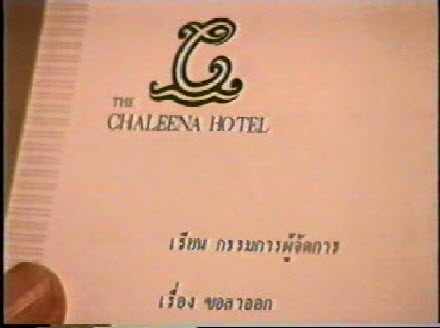 THE
CHALEENA HOTEL
เรียน กรรมการผู้จัดการ
เรื่อง ขอลาออก